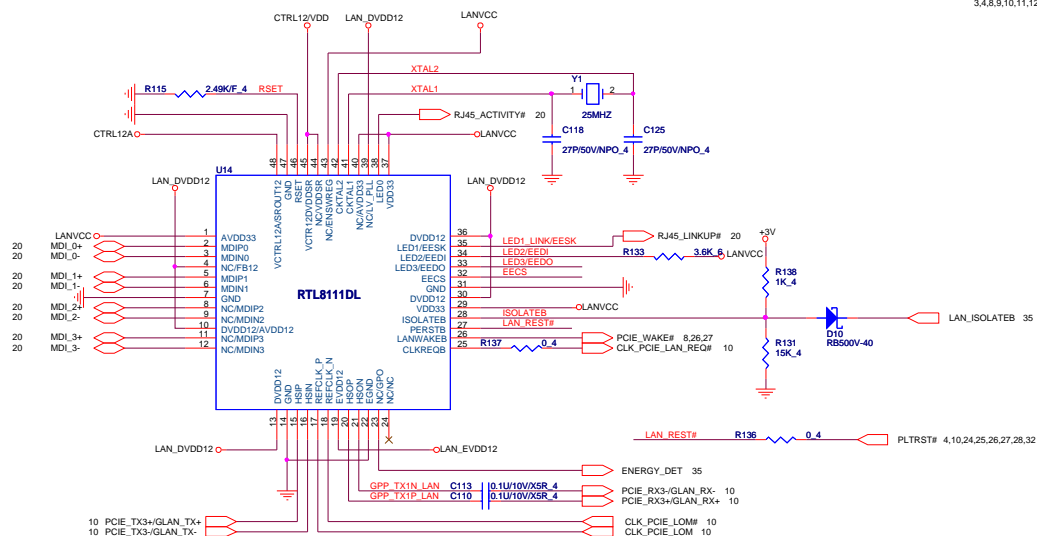 3,4,8,9,10,11,12
CTRL12/VDD LAN_DVDD12 LANVCC
XTAL2
R115 2.49K/F_4 RSET XTAL1 Y1
1 2
25MHZ
RJ45_ACTIVITY# 20
CTRL12A LANVCC C118 C125
27P/50V/NPO_4 27P/50V/NPO_4
48 47 46 45 44 43 42 41 40 39 38 37
U14
VCTRL12A/SROUT12
GND
RSET
VCTR12DVDDSR
NC/VDDSR
NC/ENSWREG
CKTAL2
CKTAL1
NC/AVDD33
NC/LV_PLL
LED0
VDD33
LAN_DVDD12 LAN_DVDD12
LANVCC 1 AVDD33
20 MDI_0+ 2 MDIP0
20 MDI_0- 3 MDIN0
4 NC/FB12
20 MDI_1+ 5 MDIP1
20 MDI_1- 6 MDIN1
7 GND
20 MDI_2+ 8 NC/MDIP2
20 MDI_2- 9 NC/MDIN2
10 DVDD12/AVDD12
20 MDI_3+ 11 NC/MDIP3
20 MDI_3- 12 NC/MDIN3
RTL8111DL
DVDD12 36
LED1/EESK 35 LED1_LINK/EESK RJ45_LINKUP# 20
LED2/EEDI 34 LED2/EEDI R133 3.6K_6 LANVCC
LED3/EEDO 33 LED3/EEDO
EECS 32 EECS
GND 31
DVDD12 30
VDD33 29 LANVCC
ISOLATEB 28 ISOLATEB
PERSTB 27 LAN_REST#
LANWAKEB 26 PCIE_WAKE# 8,26,27
CLKREQB 25 R137 0_4 CLK_PCIE_LAN_REQ# 10
+3V
R138
1K_4
LAN_ISOLATEB 35
D10
RB500V-40
R131
15K_4
DVDD12
GND
HSIP
HSIN
REFCLK_P
REFCLK_N
EVDD12
HSOP
HSON
EGND
NC/GPO
NC/NC
13 14 15 16 17 18 19 20 21 22 23 24
LAN_DVDD12 LAN_EVDD12
LAN_REST# R136 0_4 PLTRST# 4,10,24,25,26,27,28,32
ENERGY_DET 35
GPP_TX1N_LAN C113 0.1U/10V/X5R_4 PCIE_RX3-/GLAN_RX- 10
GPP_TX1P_LAN C110 0.1U/10V/X5R_4 PCIE_RX3+/GLAN_RX+ 10
10 PCIE_TX3+/GLAN_TX+ CLK_PCIE_LOM# 10
10 PCIE_TX3-/GLAN_TX- CLK_PCIE_LOM 10